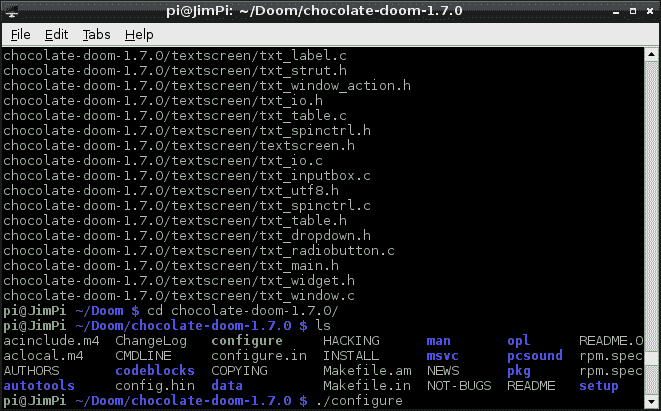 pi@JimPi: ~/Doom/chocolate-doom-1.7.0
File Edit Tabs Help
chocolate-doom-1.7.0/textscreen/txt_label.c
chocolate-doom-1.7.0/textscreen/txt_strut.h
chocolate-doom-1.7.0/textscreen/txt_window_action.h
chocolate-doom-1.7.0/textscreen/txt_io.h
chocolate-doom-1.7.0/textscreen/txt_table.c
chocolate-doom-1.7.0/textscreen/txt_spinctrl.h
chocolate-doom-1.7.0/textscreen/textscreen.h
chocolate-doom-1.7.0/textscreen/txt_io.c
chocolate-doom-1.7.0/textscreen/txt_inputbox.c
chocolate-doom-1.7.0/textscreen/txt_utf8.h
chocolate-doom-1.7.0/textscreen/txt_spinctrl.c
chocolate-doom-1.7.0/textscreen/txt_table.h
chocolate-doom-1.7.0/textscreen/txt_dropdown.h
chocolate-doom-1.7.0/textscreen/txt_radiobutton.c
chocolate-doom-1.7.0/textscreen/txt_main.h
chocolate-doom-1.7.0/textscreen/txt_widget.h
chocolate-doom-1.7.0/textscreen/txt_window.c
pi@JimPi ~/Doom $ cd chocolate-doom-1.7.0/
pi@JimPi ~/Doom/chocolate-doom-1.7.0 $ ls
acinclude.m4 ChangeLog configure HACKING man opl README.O
aclocal.m4 CMDLINE configure.in INSTALL msvc pcsound rpm.spec
AUTHORS codeblocks COPYING Makefile.am NEWS pkg rpm.spec
autotools config.hin data Makefile.in NOT-BUGS README setup
pi@JimPi ~/Doom/chocolate-doom-1.7.0 $ ./configure